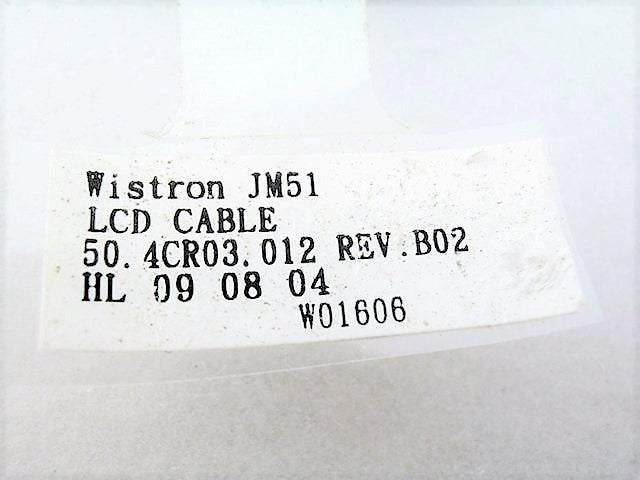 Wistron JM51
LCD CABLE
50.4CR03.012 REV.B02
HL 09 08 04
W01606